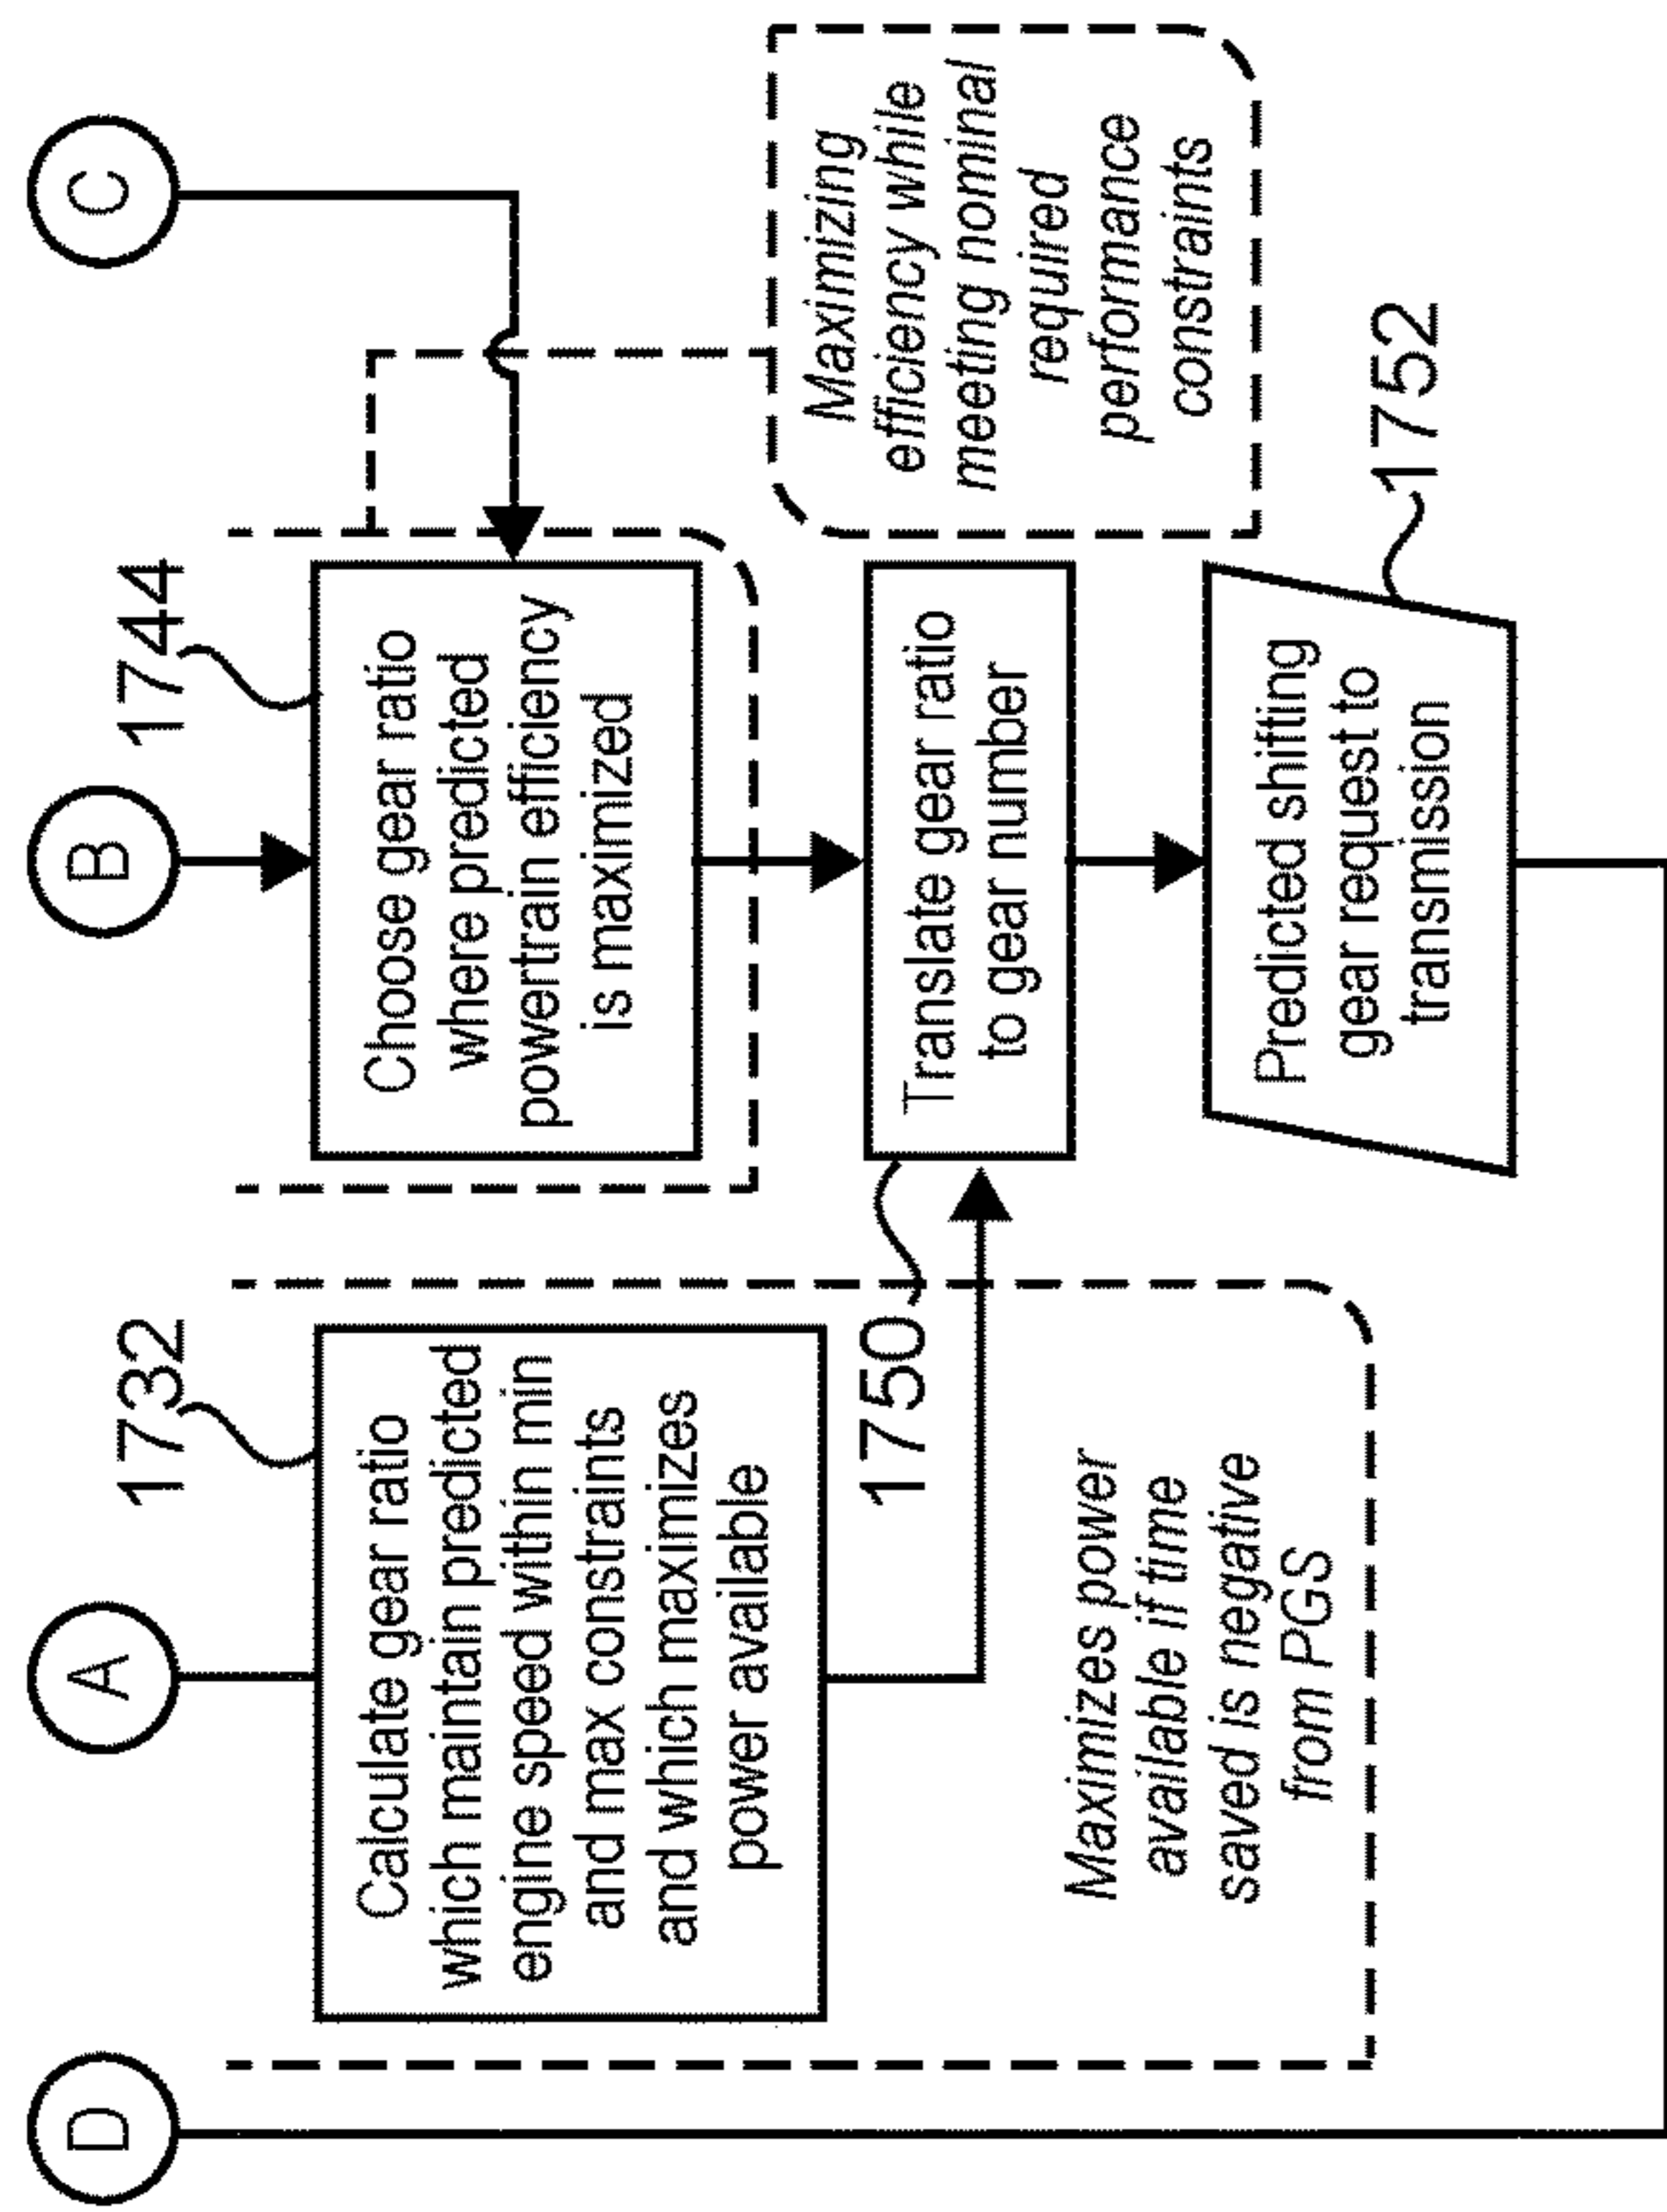 D
A
B
C
1732
Calculate gear ratio
which maintain predicted
engine speed within min
and max constraints
and which maximizes
power available
1744
Choose gear ratio
where predicted
powertrain efficiency
is maximized
Maximizing
efficiency while
meeting nominal
required
performance
constraints
1750
Translate gear ratio
to gear number
Maximizes power
available if time
saved is negative
from PGS
Predicted shifting
gear request to
transmission
1752